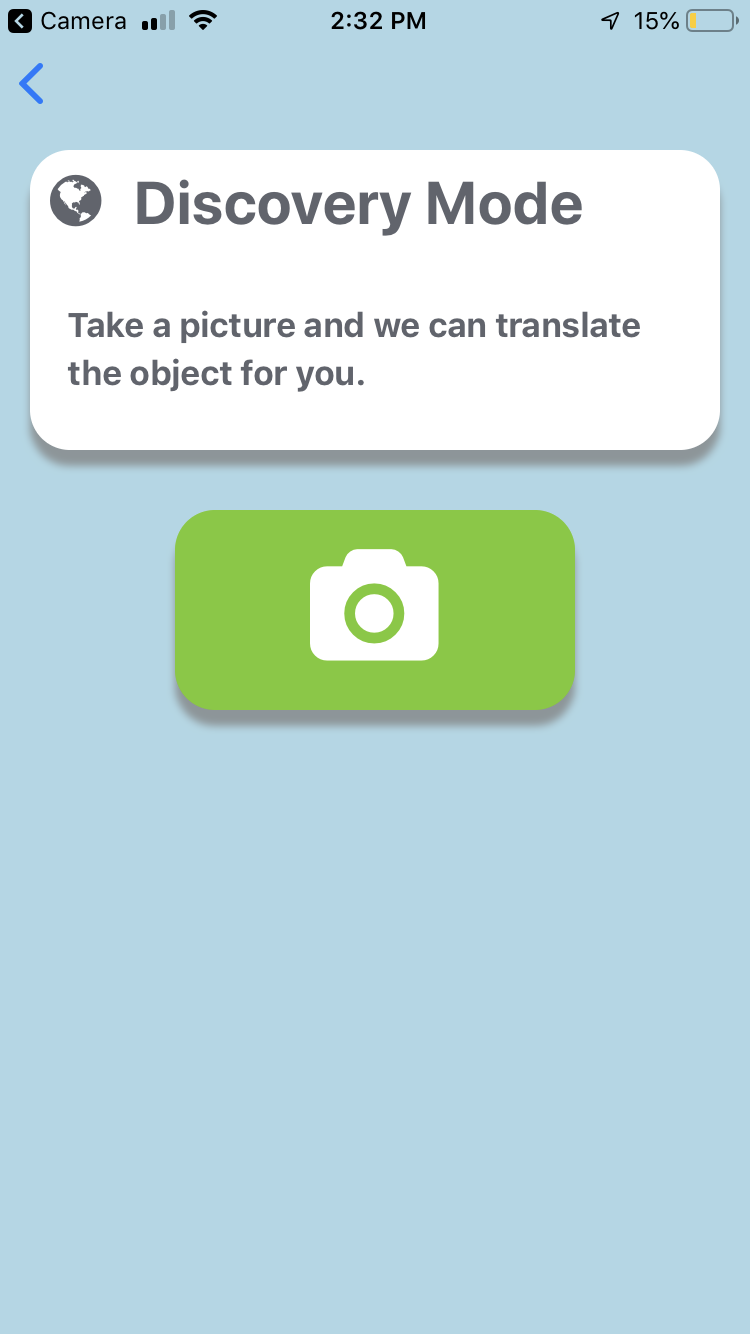 Camera 2:32 PM 15%
Discovery Mode
Take a picture and we can translate
the object for you.